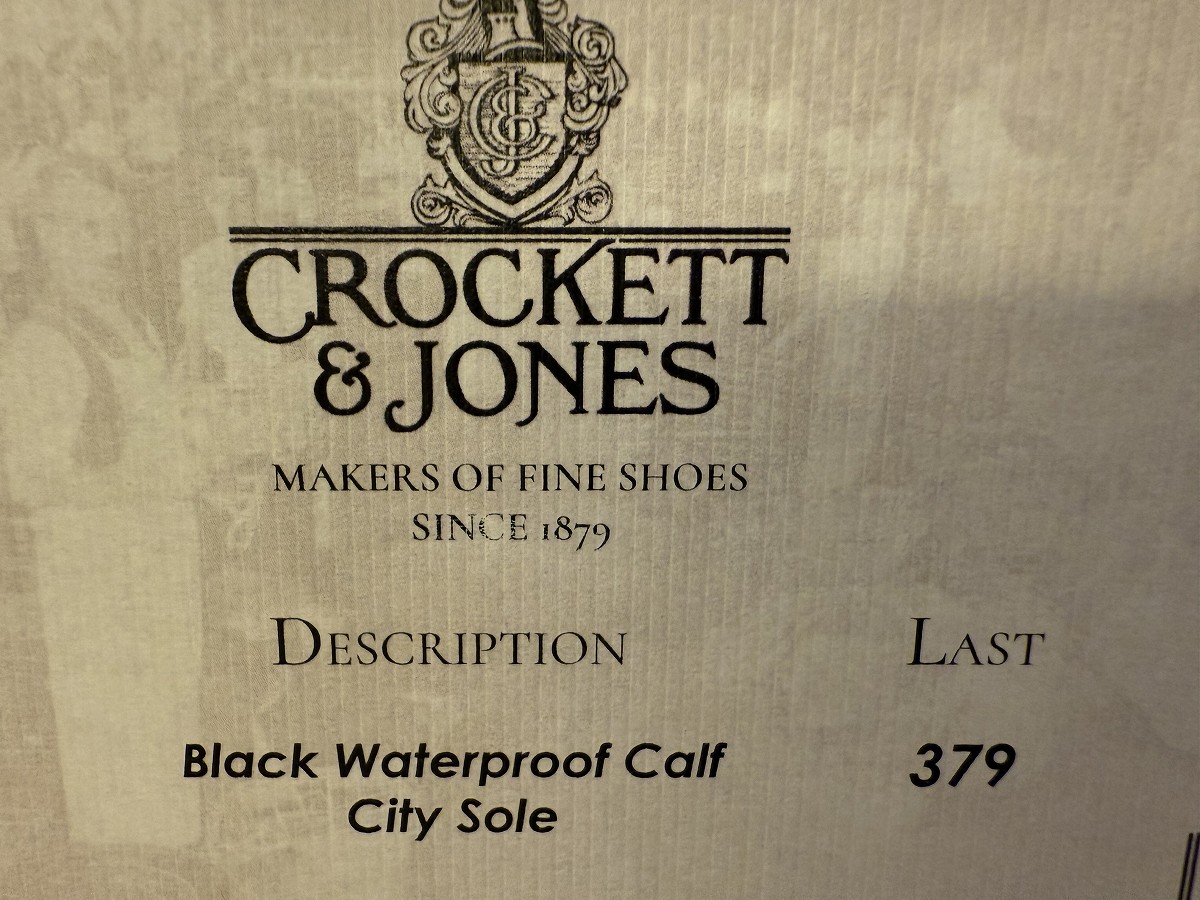 CROCKETT
& JONES
MAKERS OF FINE SHOES
SINCE 1879
DESCRIPTION LAST
Black Waterproof Calf 379
City Sole